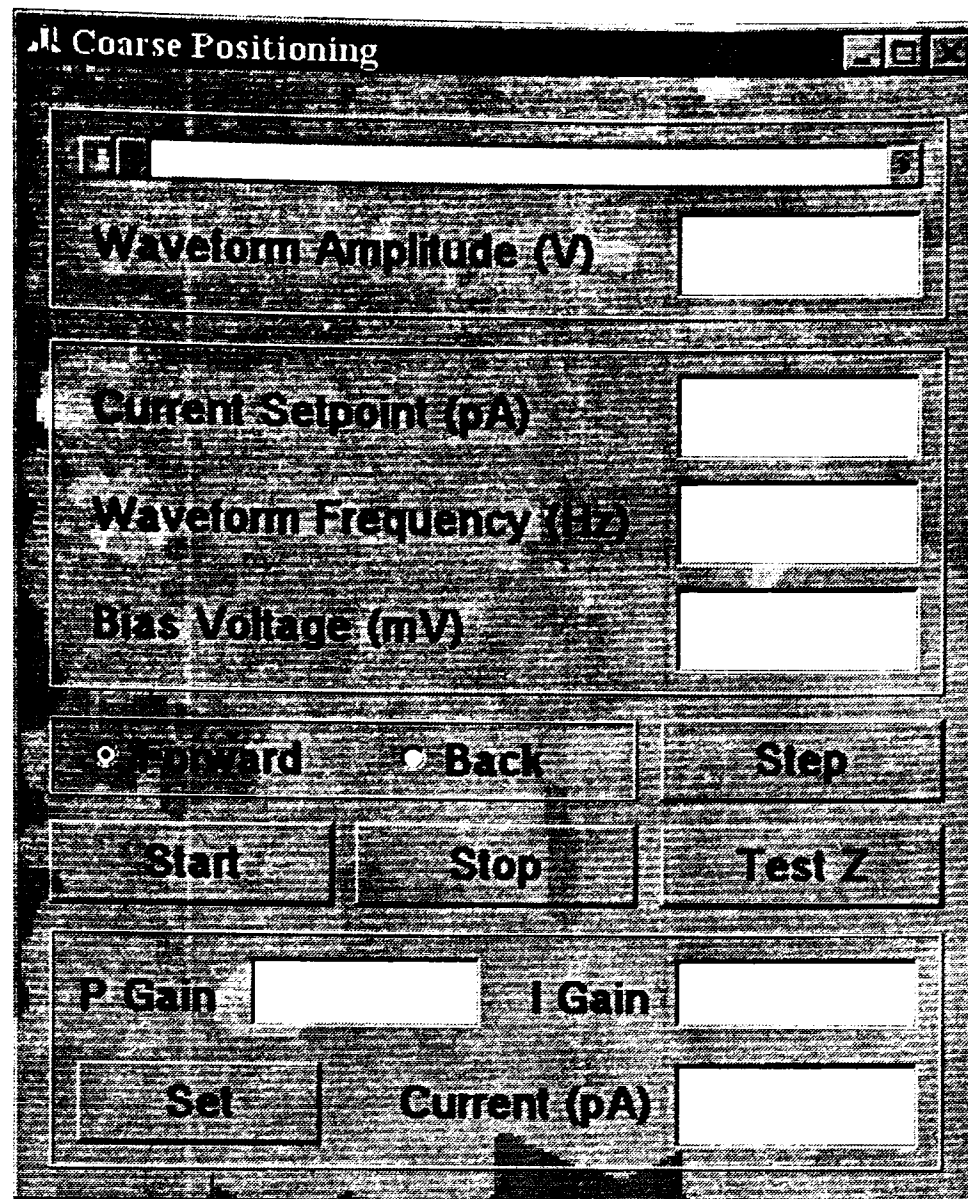 Coarse Positioning
Waveform Amplitude (V)
Current Setpoint (pA)
Waveform Frequency (Hz)
Bias Voltage (mV)
Forward Back Step
Start Stop Test Z
P Gain I Gain
Set Current (pA)